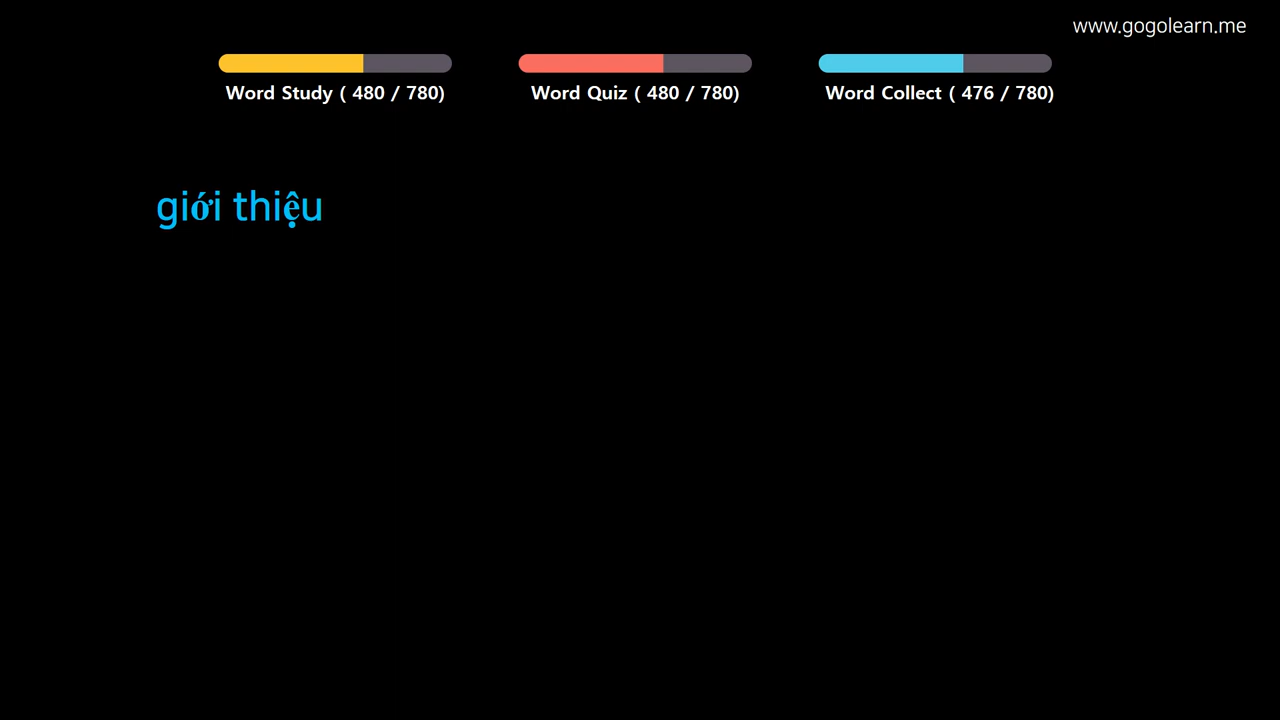 www.gogolearn.me
Word Study ( 480 / 780)
Word Quiz ( 480 / 780)
Word Collect ( 476 / 780)
giới thiệu